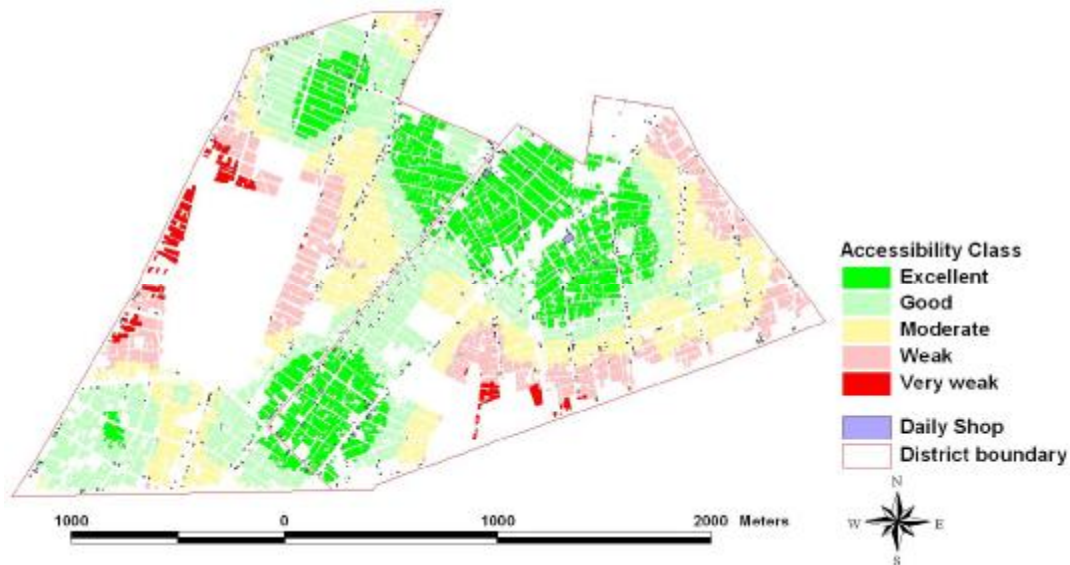 Accessibility Class
Excellent
Good
Moderate
Weak
Very weak
Daily Shop
District boundary
N
W E
S
1000 0 1000 2000 Meters